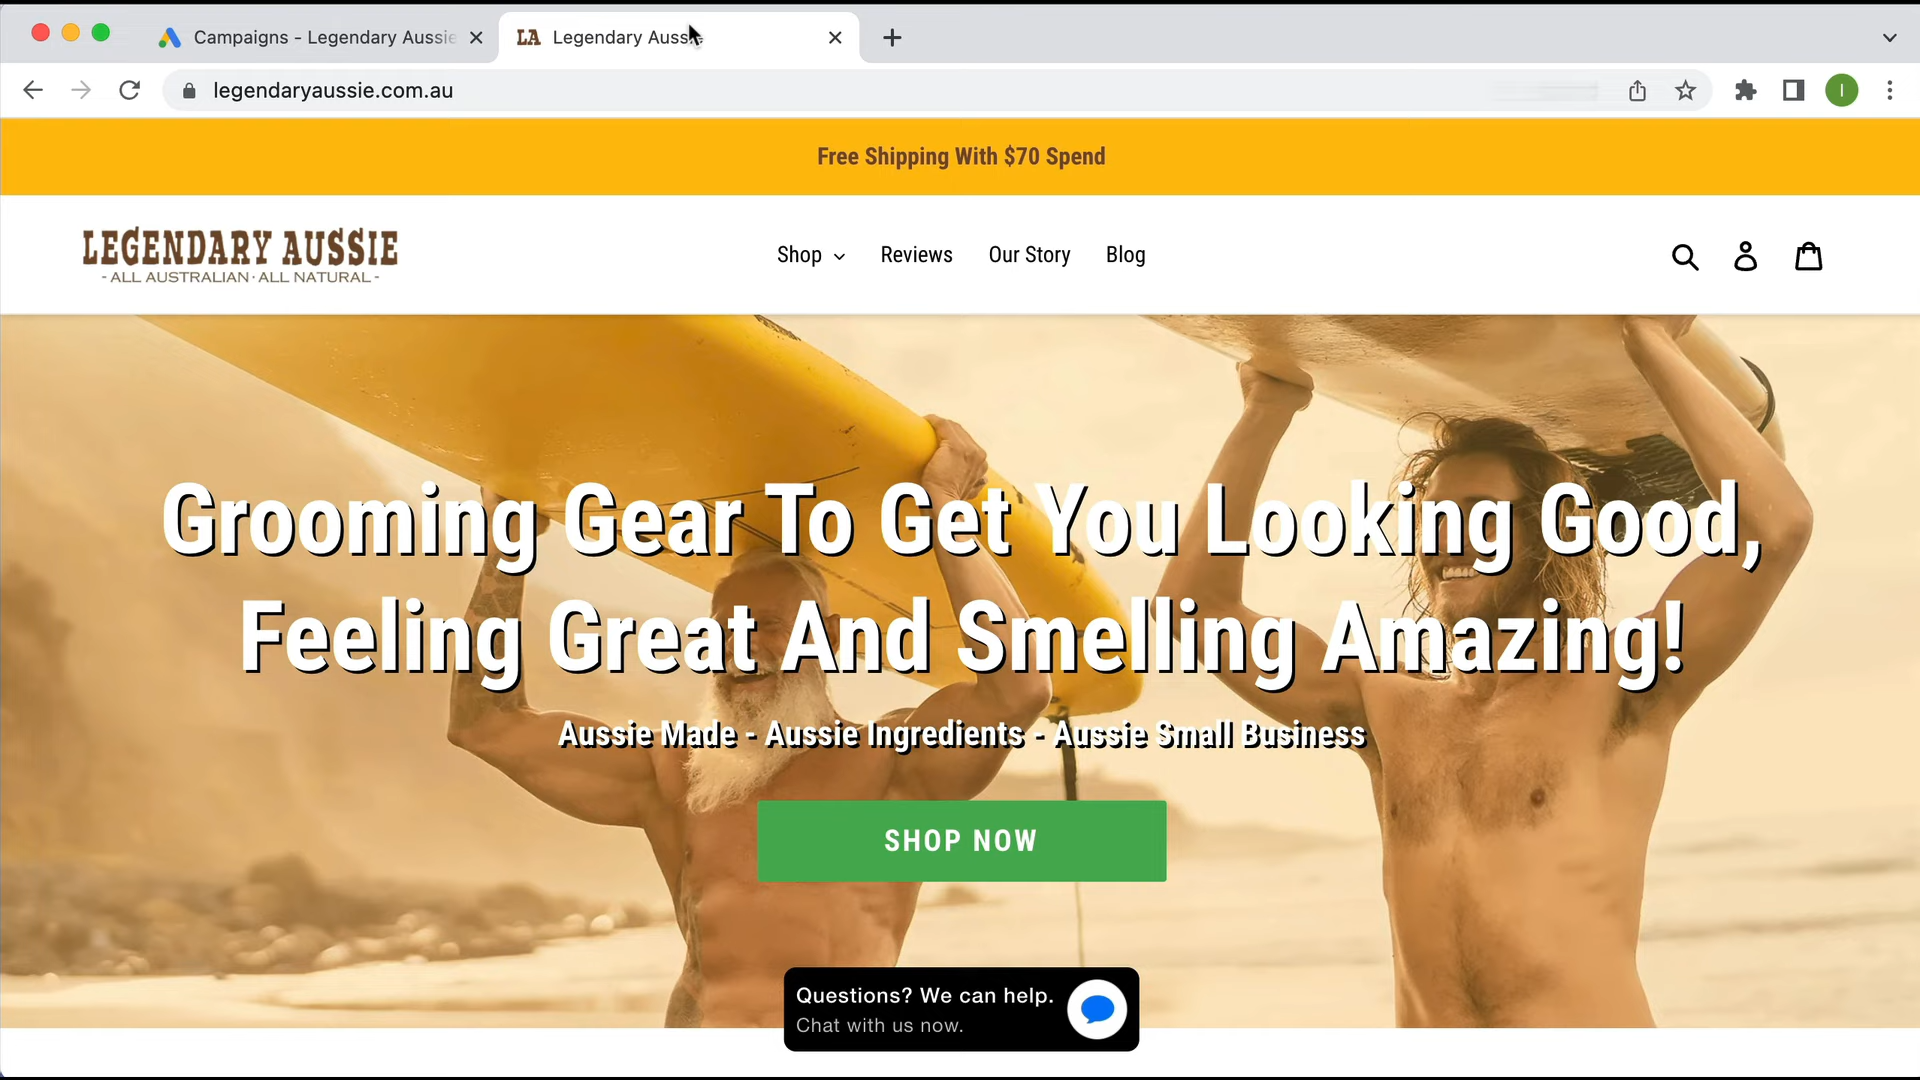 Campaigns - Legendary Aussie
LA Legendary Auss
legendaryaussie.com.au
I
Free Shipping With $70 Spend
LEGENDARY AUSSIE
- ALL AUSTRALIAN · ALL NATURAL -
Shop Reviews Our Story Blog
Grooming Gear To Get You Looking Good,
Feeling Great And Smelling Amazing!
Aussie Made - Aussie Ingredients - Aussie Small Business
SHOP NOW
Questions? We can help.
Chat with us now.